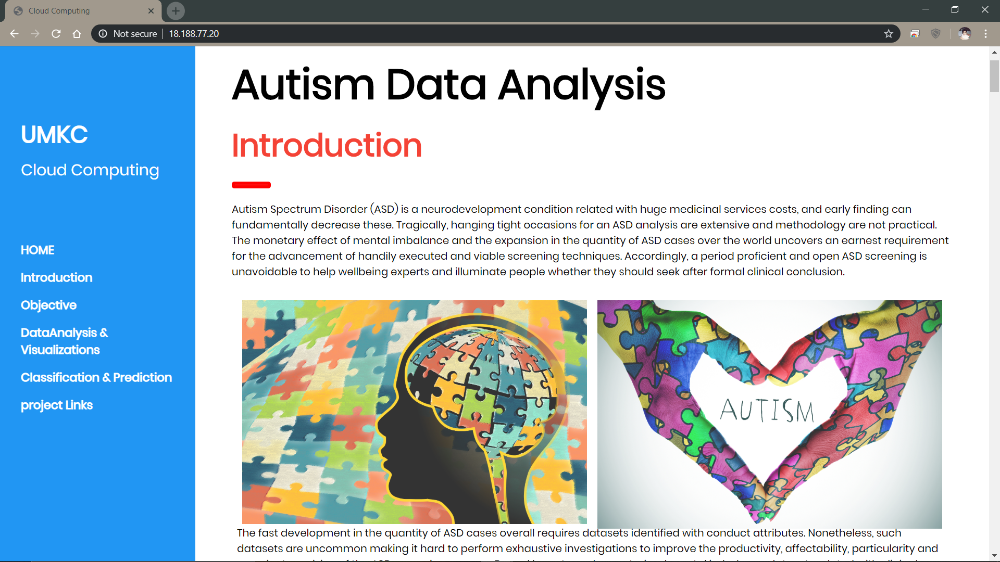 Cloud Computing
Not secure
18.188.77.20
UMKC
Cloud Computing
HOME
Introduction
Objective
DataAnalysis &
Visualizations
Classification & Prediction
project Links
Autism Data Analysis
Introduction
Autism Spectrum Disorder (ASD) is a neurodevelopment condition related with huge medicinal services costs, and early finding can
fundamentally decrease these. Tragically, hanging tight occasions for an ASD analysis are extensive and methodology are not practical.
The monetary effect of mental imbalance and the expansion in the quantity of ASD cases over the world uncovers an earnest requirement
for the advancement of handily executed and viable screening techniques. Accordingly, a period proficient and open ASD screening is
unavoidable to help wellbeing experts and illuminate people whether they should seek after formal clinical conclusion.
AUTISM
The fast development in the quantity of ASD cases overall requires datasets identified with conduct attributes. Nonetheless, such
datasets are uncommon making it hard to perform exhaustive investigations to improve the productivity, affectability, particularity and